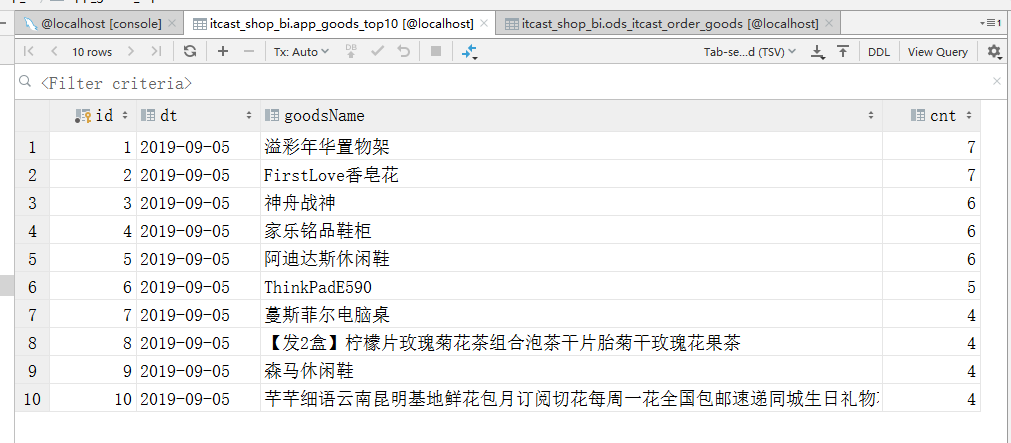 @localhost [console] itcast_shop_bi.app_goods_top10 [@localhost] itcast_shop_bi.ods_itcast_order_goods [@localhost] 1
10 rows Tx: Auto DB Tab-se...d (TSV) DDL View Query
<Filter criteria>
id dt goodsName cnt
1 1 2019-09-05 溢彩年华置物架 7
2 2 2019-09-05 FirstLove香皂花 7
3 3 2019-09-05 神舟战神 6
4 4 2019-09-05 家乐铭品鞋柜 6
5 5 2019-09-05 阿迪达斯休闲鞋 6
6 6 2019-09-05 ThinkPadE590 5
7 7 2019-09-05 蔓斯菲尔电脑桌 4
8 8 2019-09-05 【发2盒】柠檬片玫瑰菊花茶组合泡茶干片胎菊干玫瑰花果茶 4
9 9 2019-09-05 森马休闲鞋 4
10 10 2019-09-05 芊芊细语云南昆明基地鲜花包月订阅切花每周一花全国包邮速递同城生日礼物 4